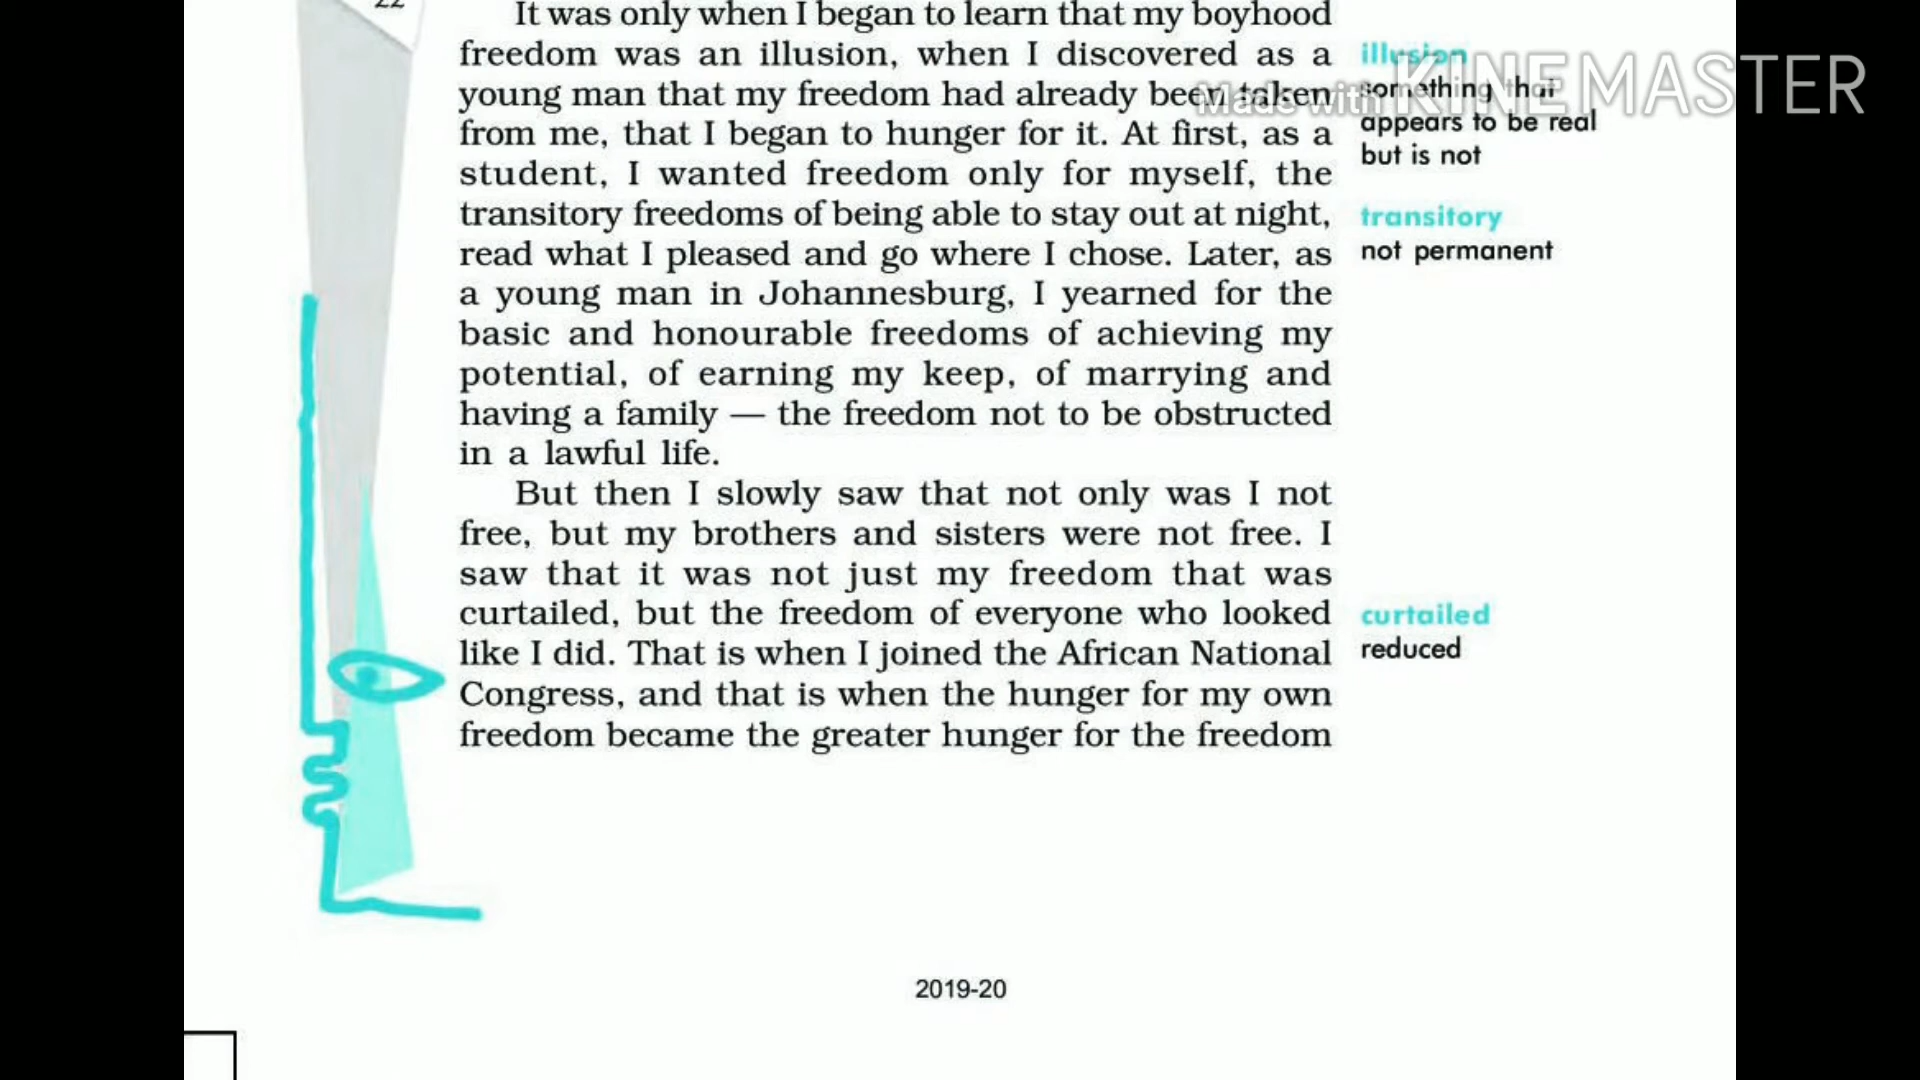 22
It was only when I began to learn that my boyhood
freedom was an illusion, when I discovered as a
young man that my freedom had already been taken
from me, that I began to hunger for it. At first, as a
student, I wanted freedom only for myself, the
transitory freedoms of being able to stay out at night,
read what I pleased and go where I chose. Later, as
a young man in Johannesburg, I yearned for the
basic and honourable freedoms of achieving my
potential, of earning my keep, of marrying and
having a family — the freedom not to be obstructed
in a lawful life.
But then I slowly saw that not only was I not
free, but my brothers and sisters were not free. I
saw that it was not just my freedom that was
curtailed, but the freedom of everyone who looked
like I did. That is when I joined the African National
Congress, and that is when the hunger for my own
freedom became the greater hunger for the freedom
illusion
something that
appears to be real
but is not
transitory
not permanent
curtailed
reduced
Made with KINEMASTER
2019-20